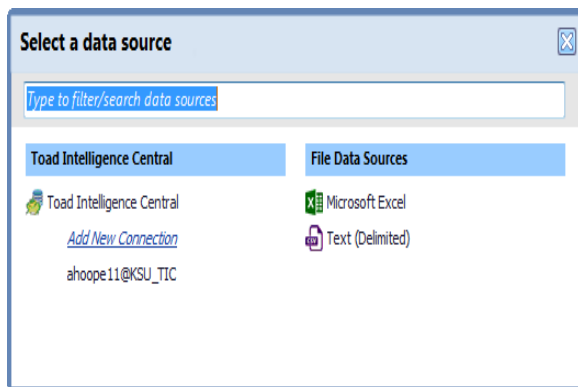 Select a data source
Type to filter/search data sources
Toad Intelligence Central
Toad Intelligence Central
Add New Connection
ahoope11@KSU_TIC
File Data Sources
Microsoft Excel
Text (Delimited)